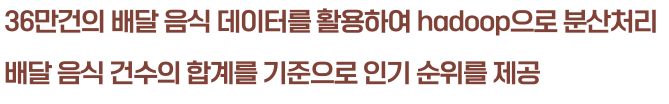 36만건의 배달 음식 데이터를 활용하여 hadoop으로 분산처리
배달 음식 건수의 합계를 기준으로 인기 순위를 제공